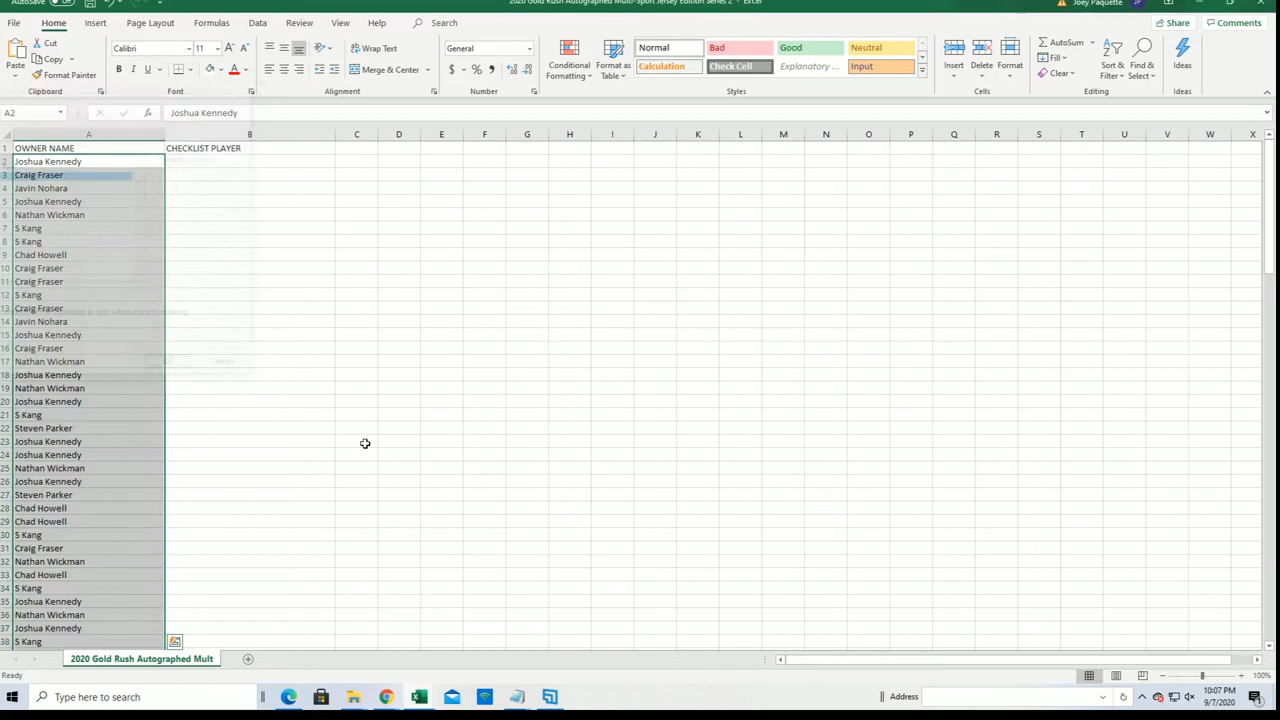 AutoSave
2020 Gold Rush Autographed Multi-Sport Jersey Edition Series 2 - Excel
Joey Paquette
JP
File Home Insert Page Layout Formulas Data Review View Help Search
Share Comments
Paste
Cut
Copy
Format Painter
Clipboard
Calibri 11
B I U
Font
Wrap Text
Merge & Center
Alignment
General
$ % ,
Number
Conditional Formatting
Format as Table
Normal Bad Good Neutral
Calculation Check Cell Explanatory ... Input
Styles
Insert Delete Format
Cells
AutoSum
Fill
Clear
Sort & Filter
Find & Select
Editing
Ideas
Ideas
A2 fx Joshua Kennedy
A B C D E F G H I J K L M N O P Q R S T U V W X
1 OWNER NAME CHECKLIST PLAYER
2 Joshua Kennedy
3 Craig Fraser
4 Javin Nohara
5 Joshua Kennedy
6 Nathan Wickman
7 S Kang
8 S Kang
9 Chad Howell
10 Craig Fraser
11 Craig Fraser
12 S Kang
13 Craig Fraser
14 Javin Nohara
15 Joshua Kennedy
16 Craig Fraser
17 Nathan Wickman
18 Joshua Kennedy
19 Nathan Wickman
20 Joshua Kennedy
21 S Kang
22 Steven Parker
23 Joshua Kennedy
24 Joshua Kennedy
25 Nathan Wickman
26 Joshua Kennedy
27 Steven Parker
28 Chad Howell
29 Chad Howell
30 S Kang
31 Craig Fraser
32 Nathan Wickman
33 Chad Howell
34 S Kang
35 Joshua Kennedy
36 Nathan Wickman
37 Joshua Kennedy
38 S Kang
2020 Gold Rush Autographed Mult
Ready
100%
Type here to search
Address
10:07 PM
9/7/2020
1